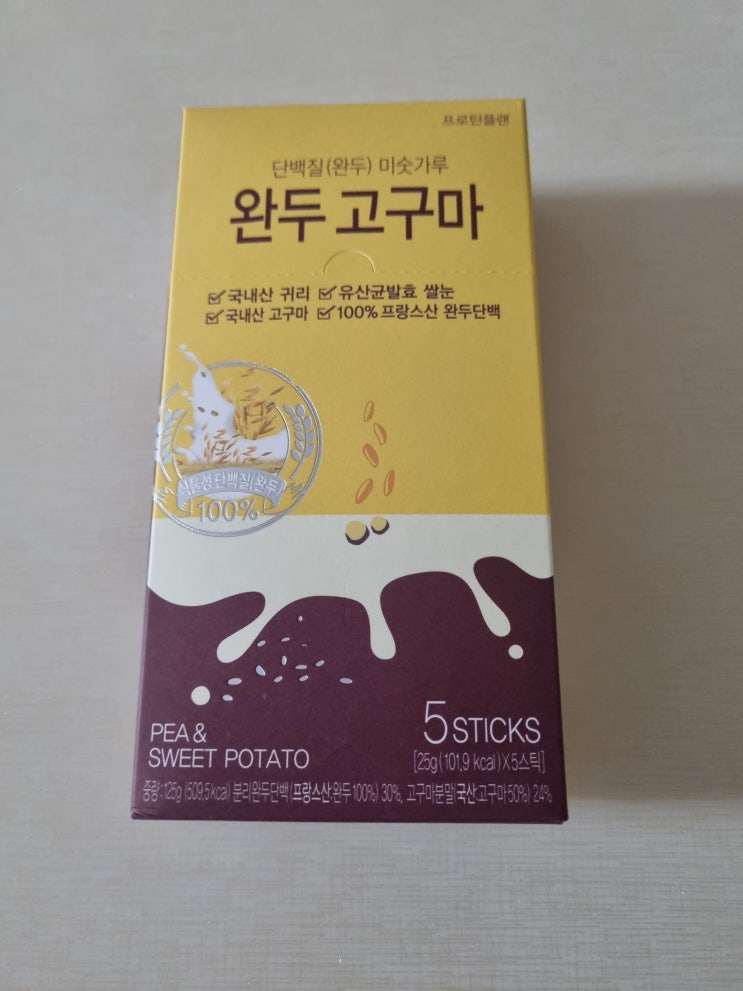 프로틴플랜
단백질(완두) 미숫가루
완두 고구마
국내산 귀리 유산균발효 쌀눈
국내산 고구마 100% 프랑스산 완두단백
식물성단백질(완두)
100%
PEA &
SWEET POTATO
5 STICKS
[25g(101.9 kcal)X5스틱]
중량:125g (509.5kcal) 분리완두단백(프랑스산:완두100%) 30%, 고구마분말(국산:고구마50%) 24%